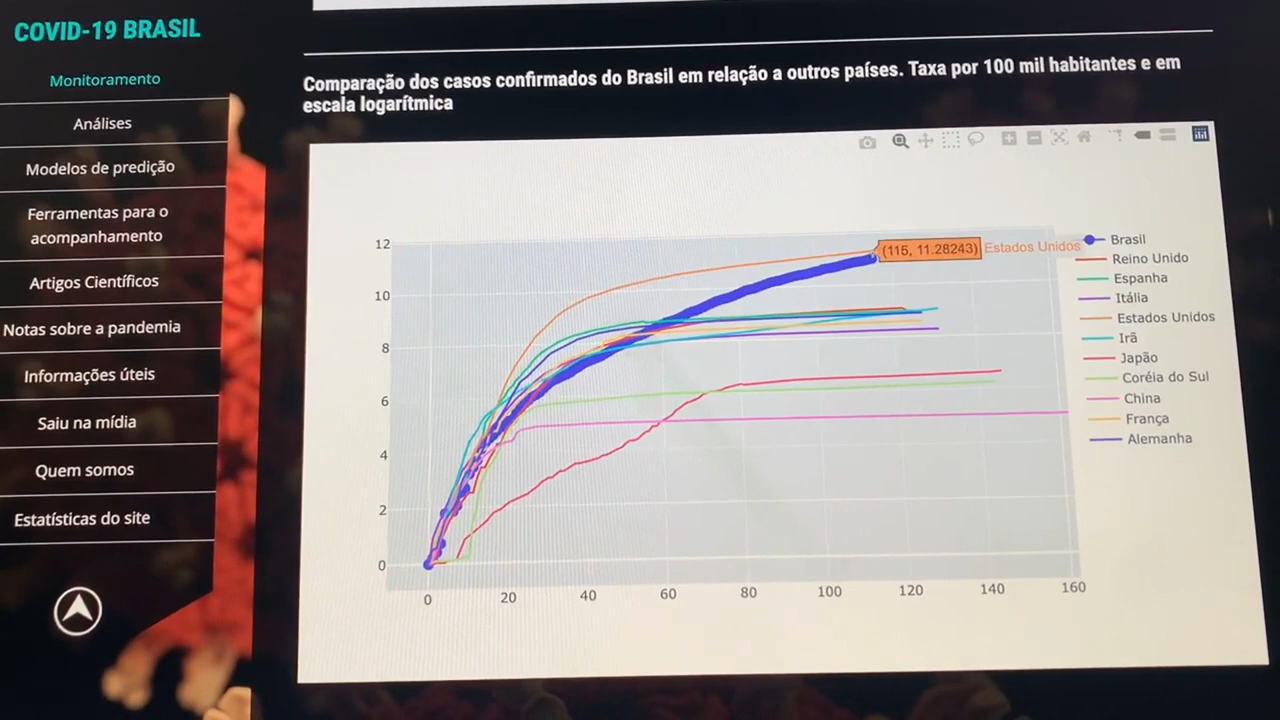 COVID-19 BRASIL
Monitoramento
Análises
Modelos de predição
Ferramentas para o
acompanhamento
Artigos Científicos
Notas sobre a pandemia
Informações úteis
Saiu na mídia
Quem somos
Estatísticas do site
Comparação dos casos confirmados do Brasil em relação a outros países. Taxa por 100 mil habitantes e em
escala logarítmica
12
10
8
6
4
2
0
0 20 40 60 80 100 120 140 160
(115, 11.28243) Estados Unidos
Brasil
Reino Unido
Espanha
Itália
Estados Unidos
Irã
Japão
Coréia do Sul
China
França
Alemanha